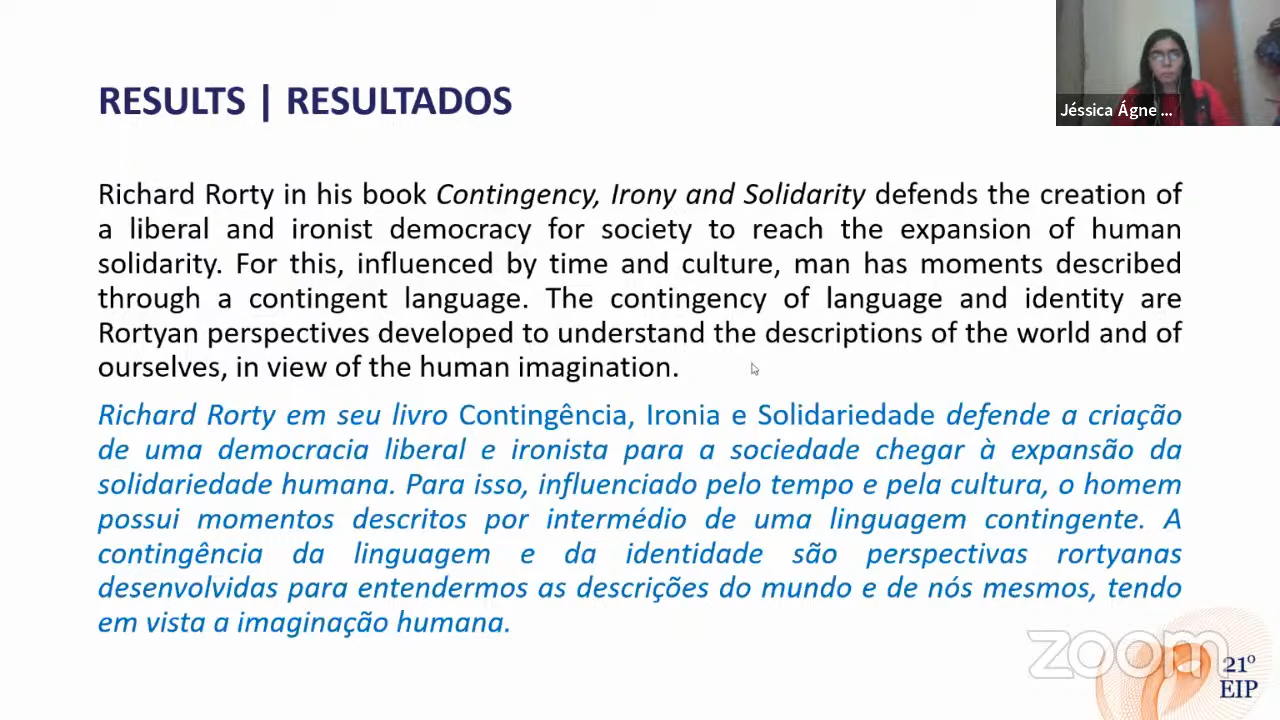 RESULTS | RESULTADOS
Jéssica Ágne ...
Richard Rorty in his book Contingency, Irony and Solidarity defends the creation of
a liberal and ironist democracy for society to reach the expansion of human
solidarity. For this, influenced by time and culture, man has moments described
through a contingent language. The contingency of language and identity are
Rortyan perspectives developed to understand the descriptions of the world and of
ourselves, in view of the human imagination.
Richard Rorty em seu livro Contingência, Ironia e Solidariedade defende a criação
de uma democracia liberal e ironista para a sociedade chegar à expansão da
solidariedade humana. Para isso, influenciado pelo tempo e pela cultura, o homem
possui momentos descritos por intermédio de uma linguagem contingente. A
contingência da linguagem e da identidade são perspectivas rortyanas
desenvolvidas para entendermos as descrições do mundo e de nós mesmos, tendo
em vista a imaginação humana.
zoom
21º
EIP